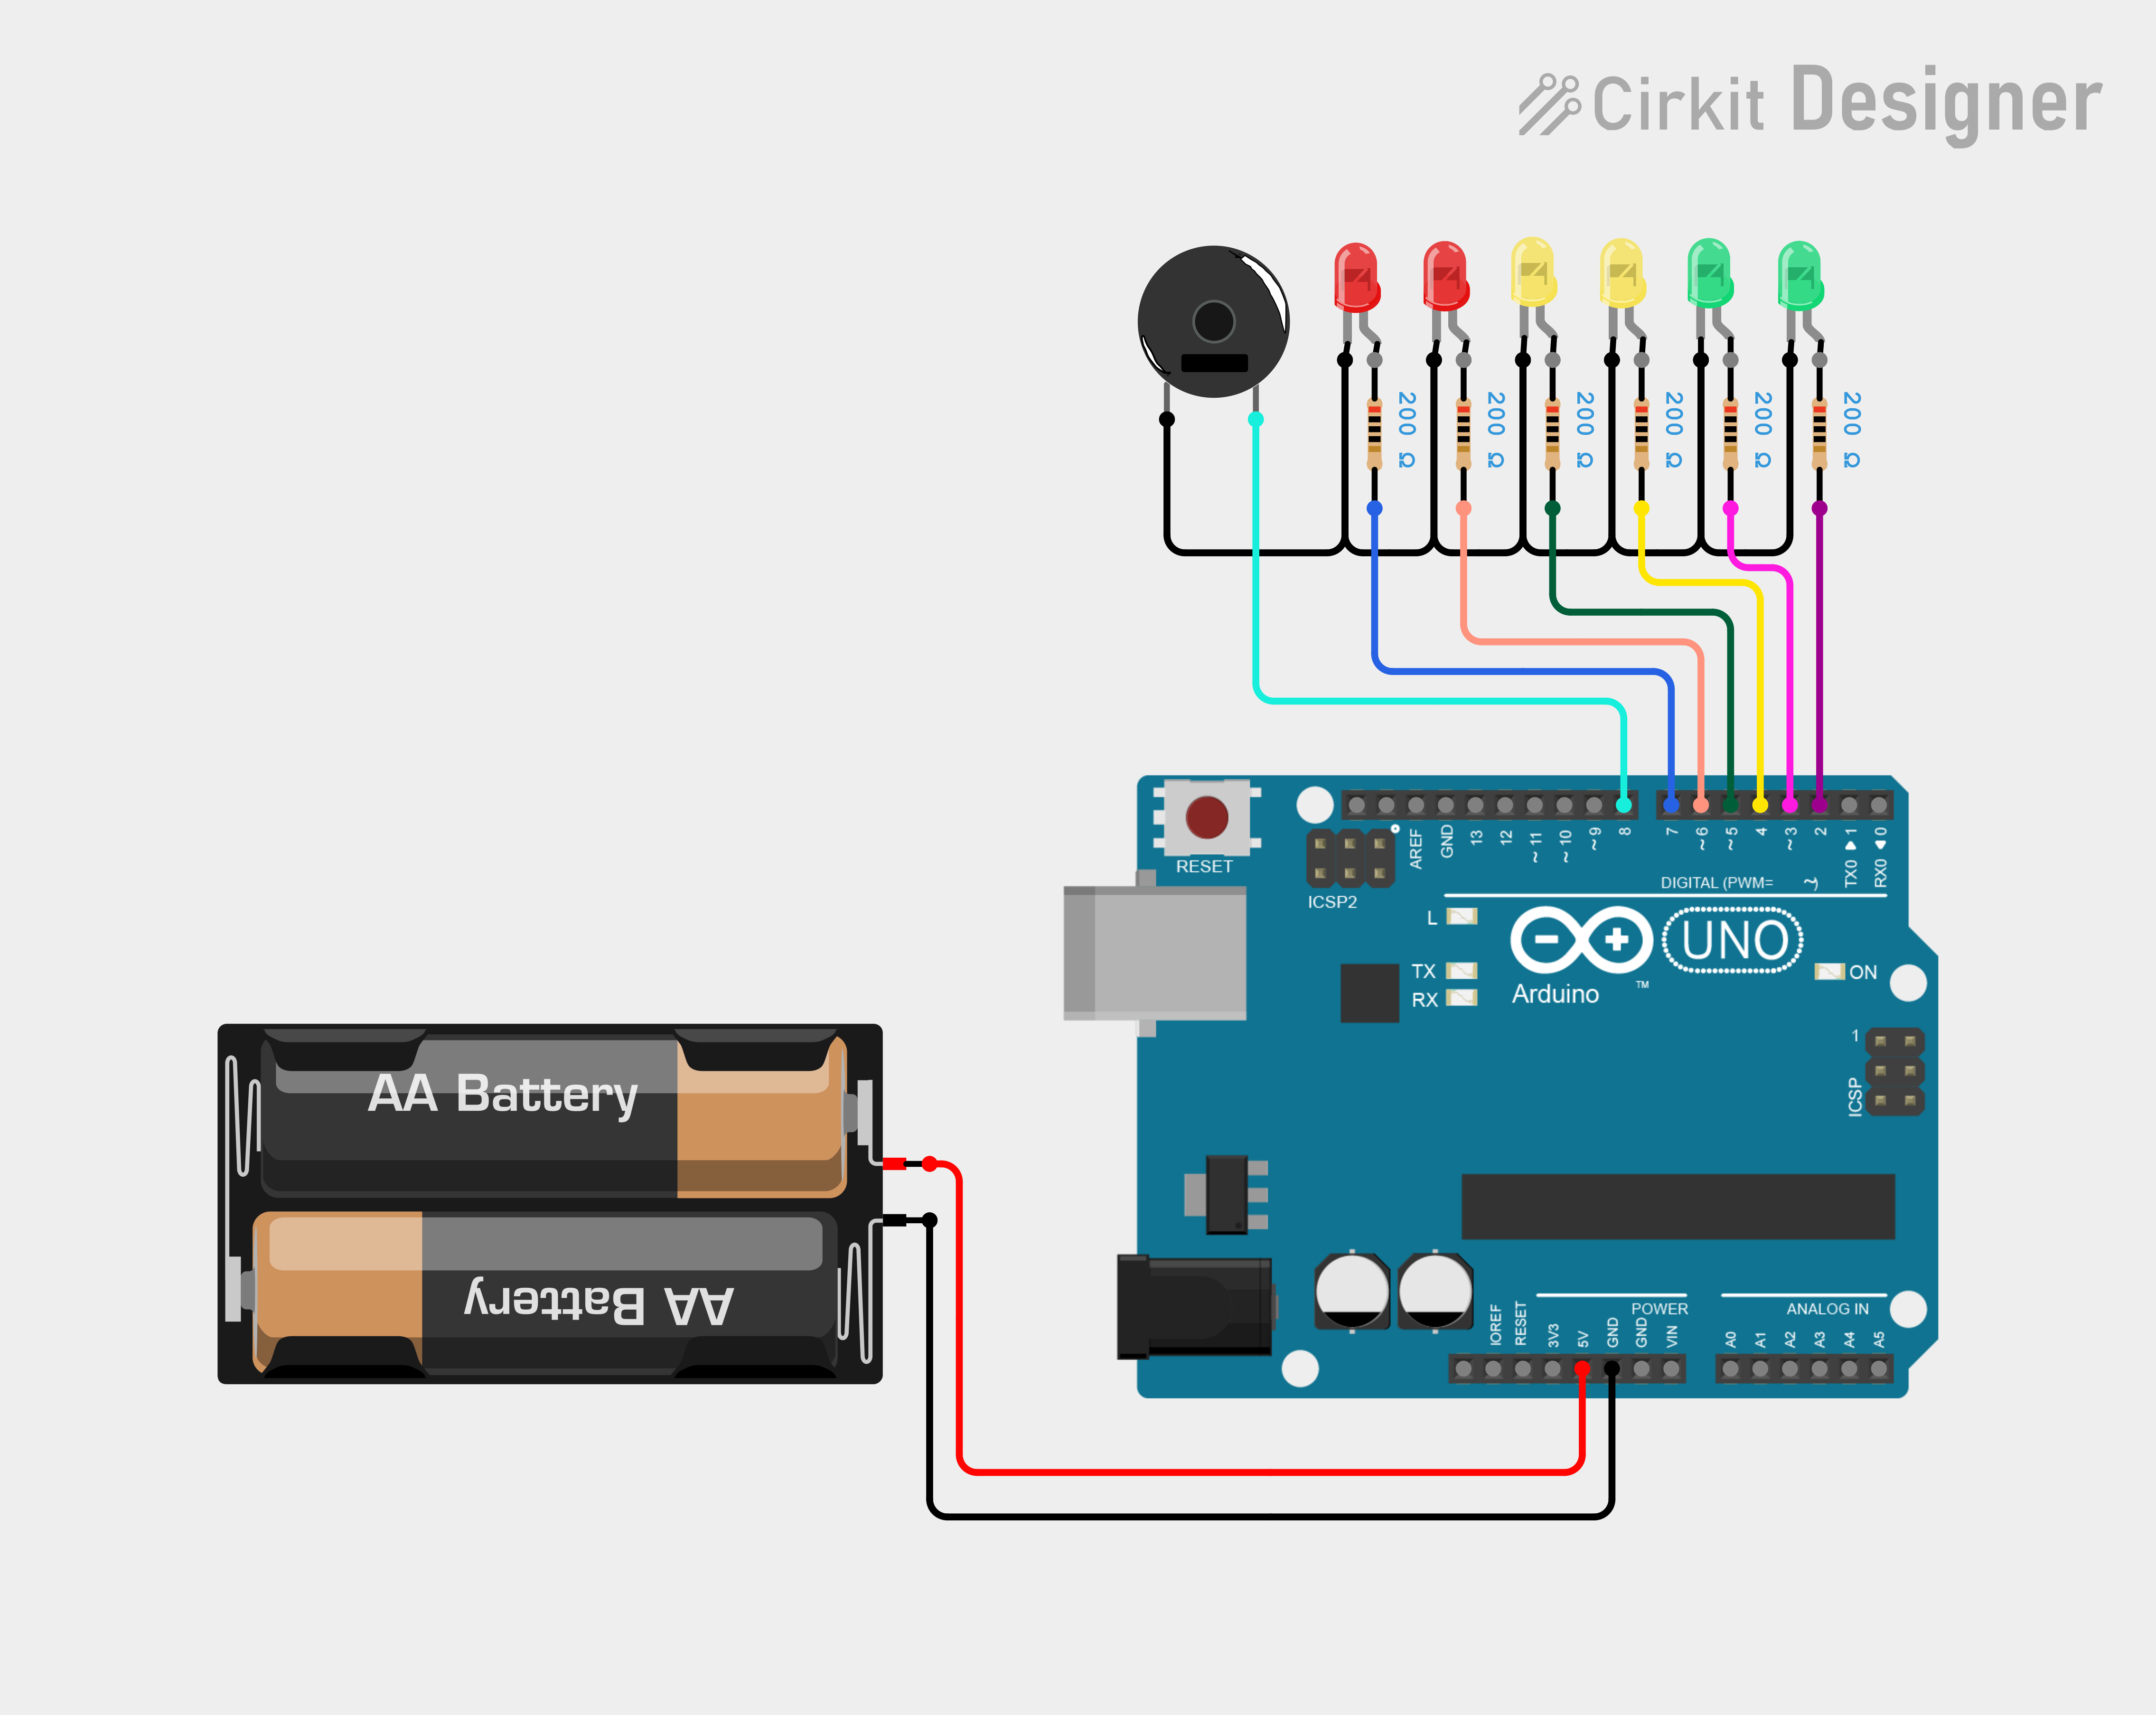 Cirkit Designer
200 Ω
200 Ω
200 Ω
200 Ω
200 Ω
200 Ω
RESET
ICSP2
AREF
GND
13
12
~ 11
~ 10
~9
8
7
~6
~5
4
~3
2
TX0 ▶ 1
RX0 ◀ 0
DIGITAL (PWM= ~)
L
TX
RX
Arduino
TM
UNO
ON
1
ICSP
AA Battery
AA Battery
IOREF
RESET
3V3
5V
GND
GND
VIN
POWER
ANALOG IN
A0
A1
A2
A3
A4
A5